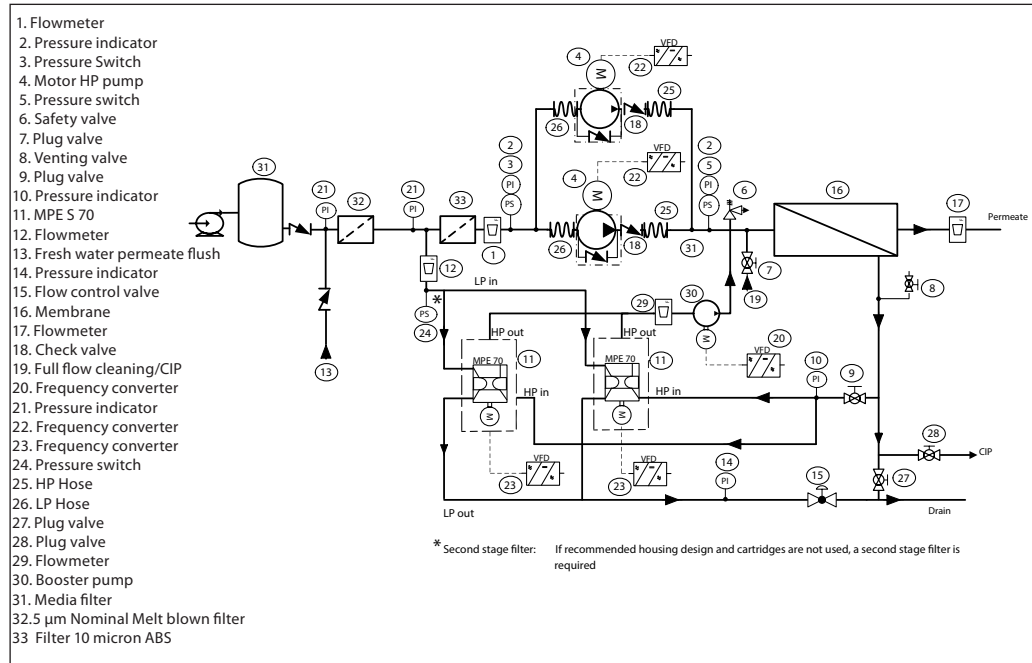 1. Flowmeter
2. Pressure indicator
3. Pressure Switch
4. Motor HP pump
5. Pressure switch
6. Safety valve
7. Plug valve
8. Venting valve
9. Plug valve
10. Pressure indicator
11. MPE S 70
12. Flowmeter
13. Fresh water permeate flush
14. Pressure indicator
15. Flow control valve
16. Membrane
17. Flowmeter
18. Check valve
19. Full flow cleaning/CIP
20. Frequency converter
21. Pressure indicator
22. Frequency converter
23. Frequency converter
24. Pressure switch
25. HP Hose
26. LP Hose
27. Plug valve
28. Plug valve
29. Flowmeter
30. Booster pump
31. Media filter
32.5 µm Nominal Melt blown filter
33 Filter 10 micron ABS
VFD
4
M
22
25
26
18
2
3
PI
PS
VFD
4
M
22
25
26
18
2
5
PI
PS
31
31
21
PI
32
21
PI
33
1
6
16
17
Permeate
7
19
8
12
LP in
*
PS
24
13
29
30
M
HP out
HP out
VFD
20
MPE 70
11
M
HP in
MPE 70
11
M
HP in
10
PI
9
28
CIP
27
VFD
23
VFD
23
14
PI
15
LP out
Drain
* Second stage filter: If recommended housing design and cartridges are not used, a second stage filter is
required